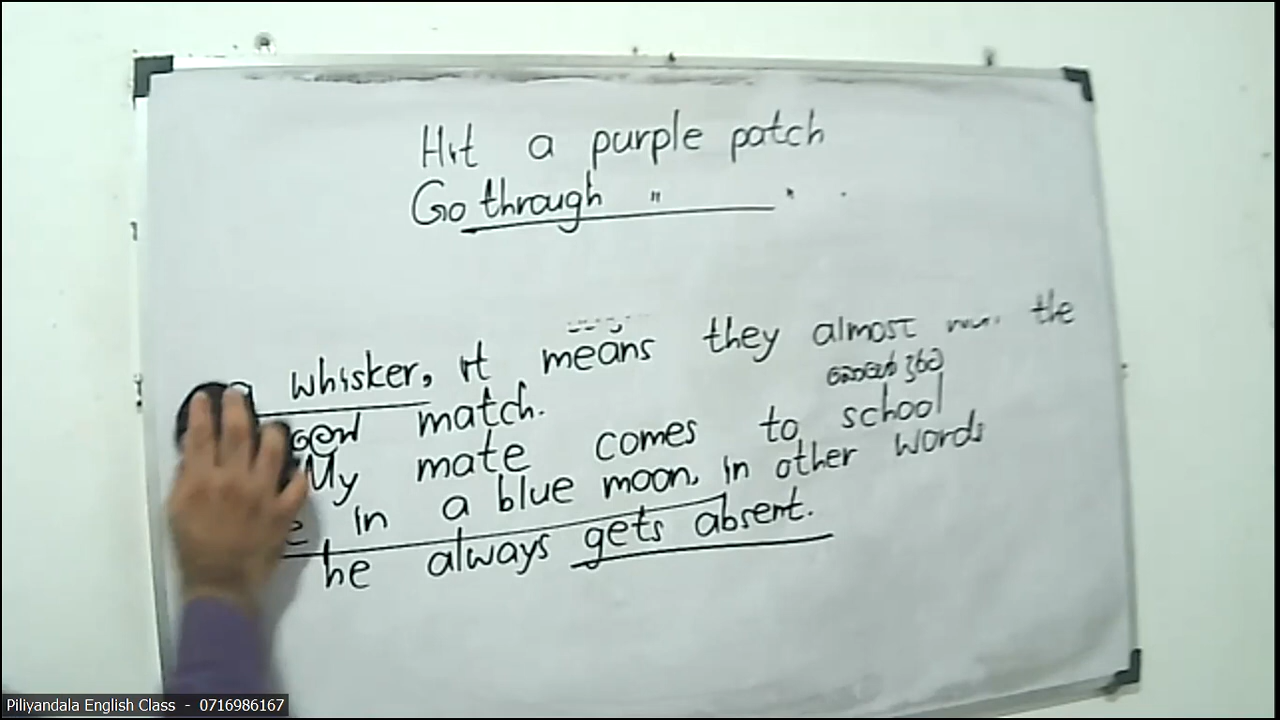 Hit a purple patch
Go through "
whisker, it means they almost the
match.
My mate comes to school
in a blue moon, in other words
he always gets absent.
Piliyandala English Class - 0716986167